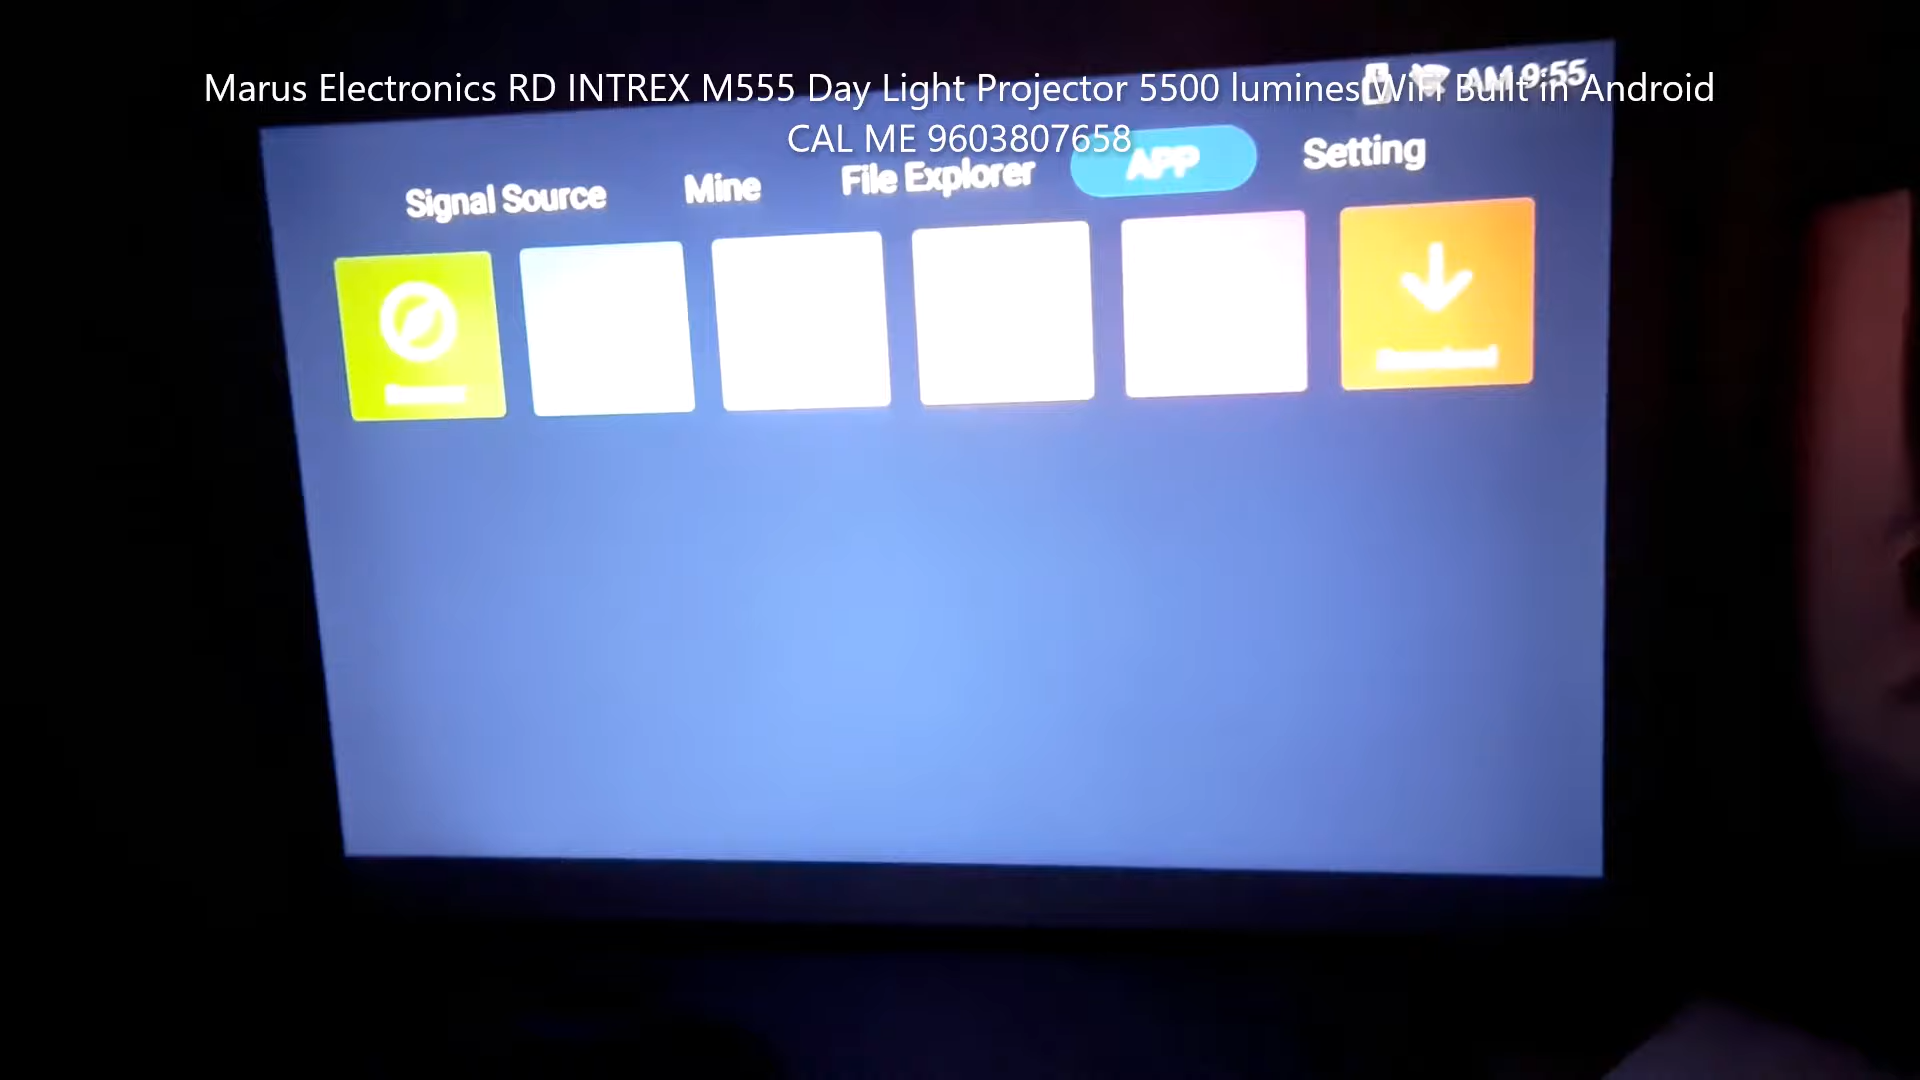 Marus Electronics RD INTREX M555 Day Light Projector 5500 lumines WiFi Built in Android
CAL ME 9603807658
AM 9:55
Signal Source Mine File Explorer APP Setting
Download